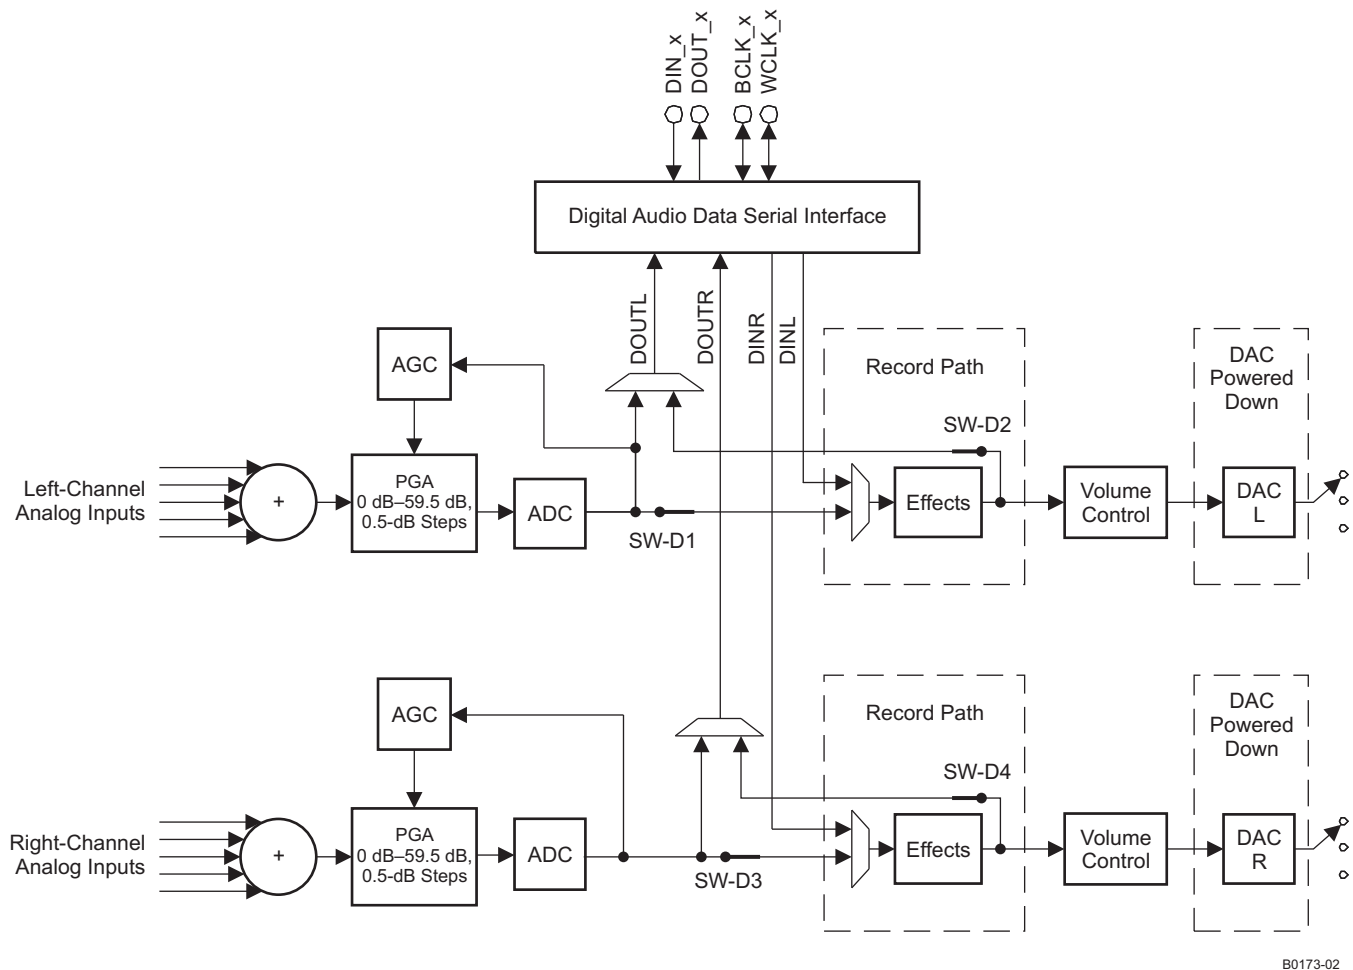 DIN_x
DOUT_x
BCLK_x
WCLK_x
Digital Audio Data Serial Interface
DOUTL
DOUTR
DINR
DINL
AGC
Record Path
DAC
Powered
Down
SW-D2
Left-Channel
Analog Inputs
+
PGA
0 dB–59.5 dB,
0.5-dB Steps
ADC
SW-D1
Effects
Volume
Control
DAC
L
AGC
Record Path
DAC
Powered
Down
SW-D4
Right-Channel
Analog Inputs
+
PGA
0 dB–59.5 dB,
0.5-dB Steps
ADC
SW-D3
Effects
Volume
Control
DAC
R
B0173-02